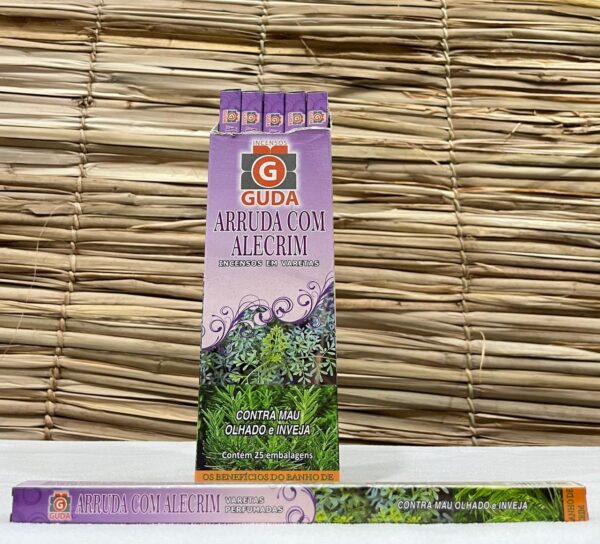 INCENSOS
G
GUDA
ARRUDA COM
ALECRIM
INCENSOS EM VARETAS
CONTRA MAU
OLHADO e INVEJA
Contém 25 embalagens
OS BENEFÍCIOS DO BANHO DE
G
GUDA
ARRUDA COM ALECRIM
VARETAS
PERFUMADAS
CONTRA MAU OLHADO e INVEJA